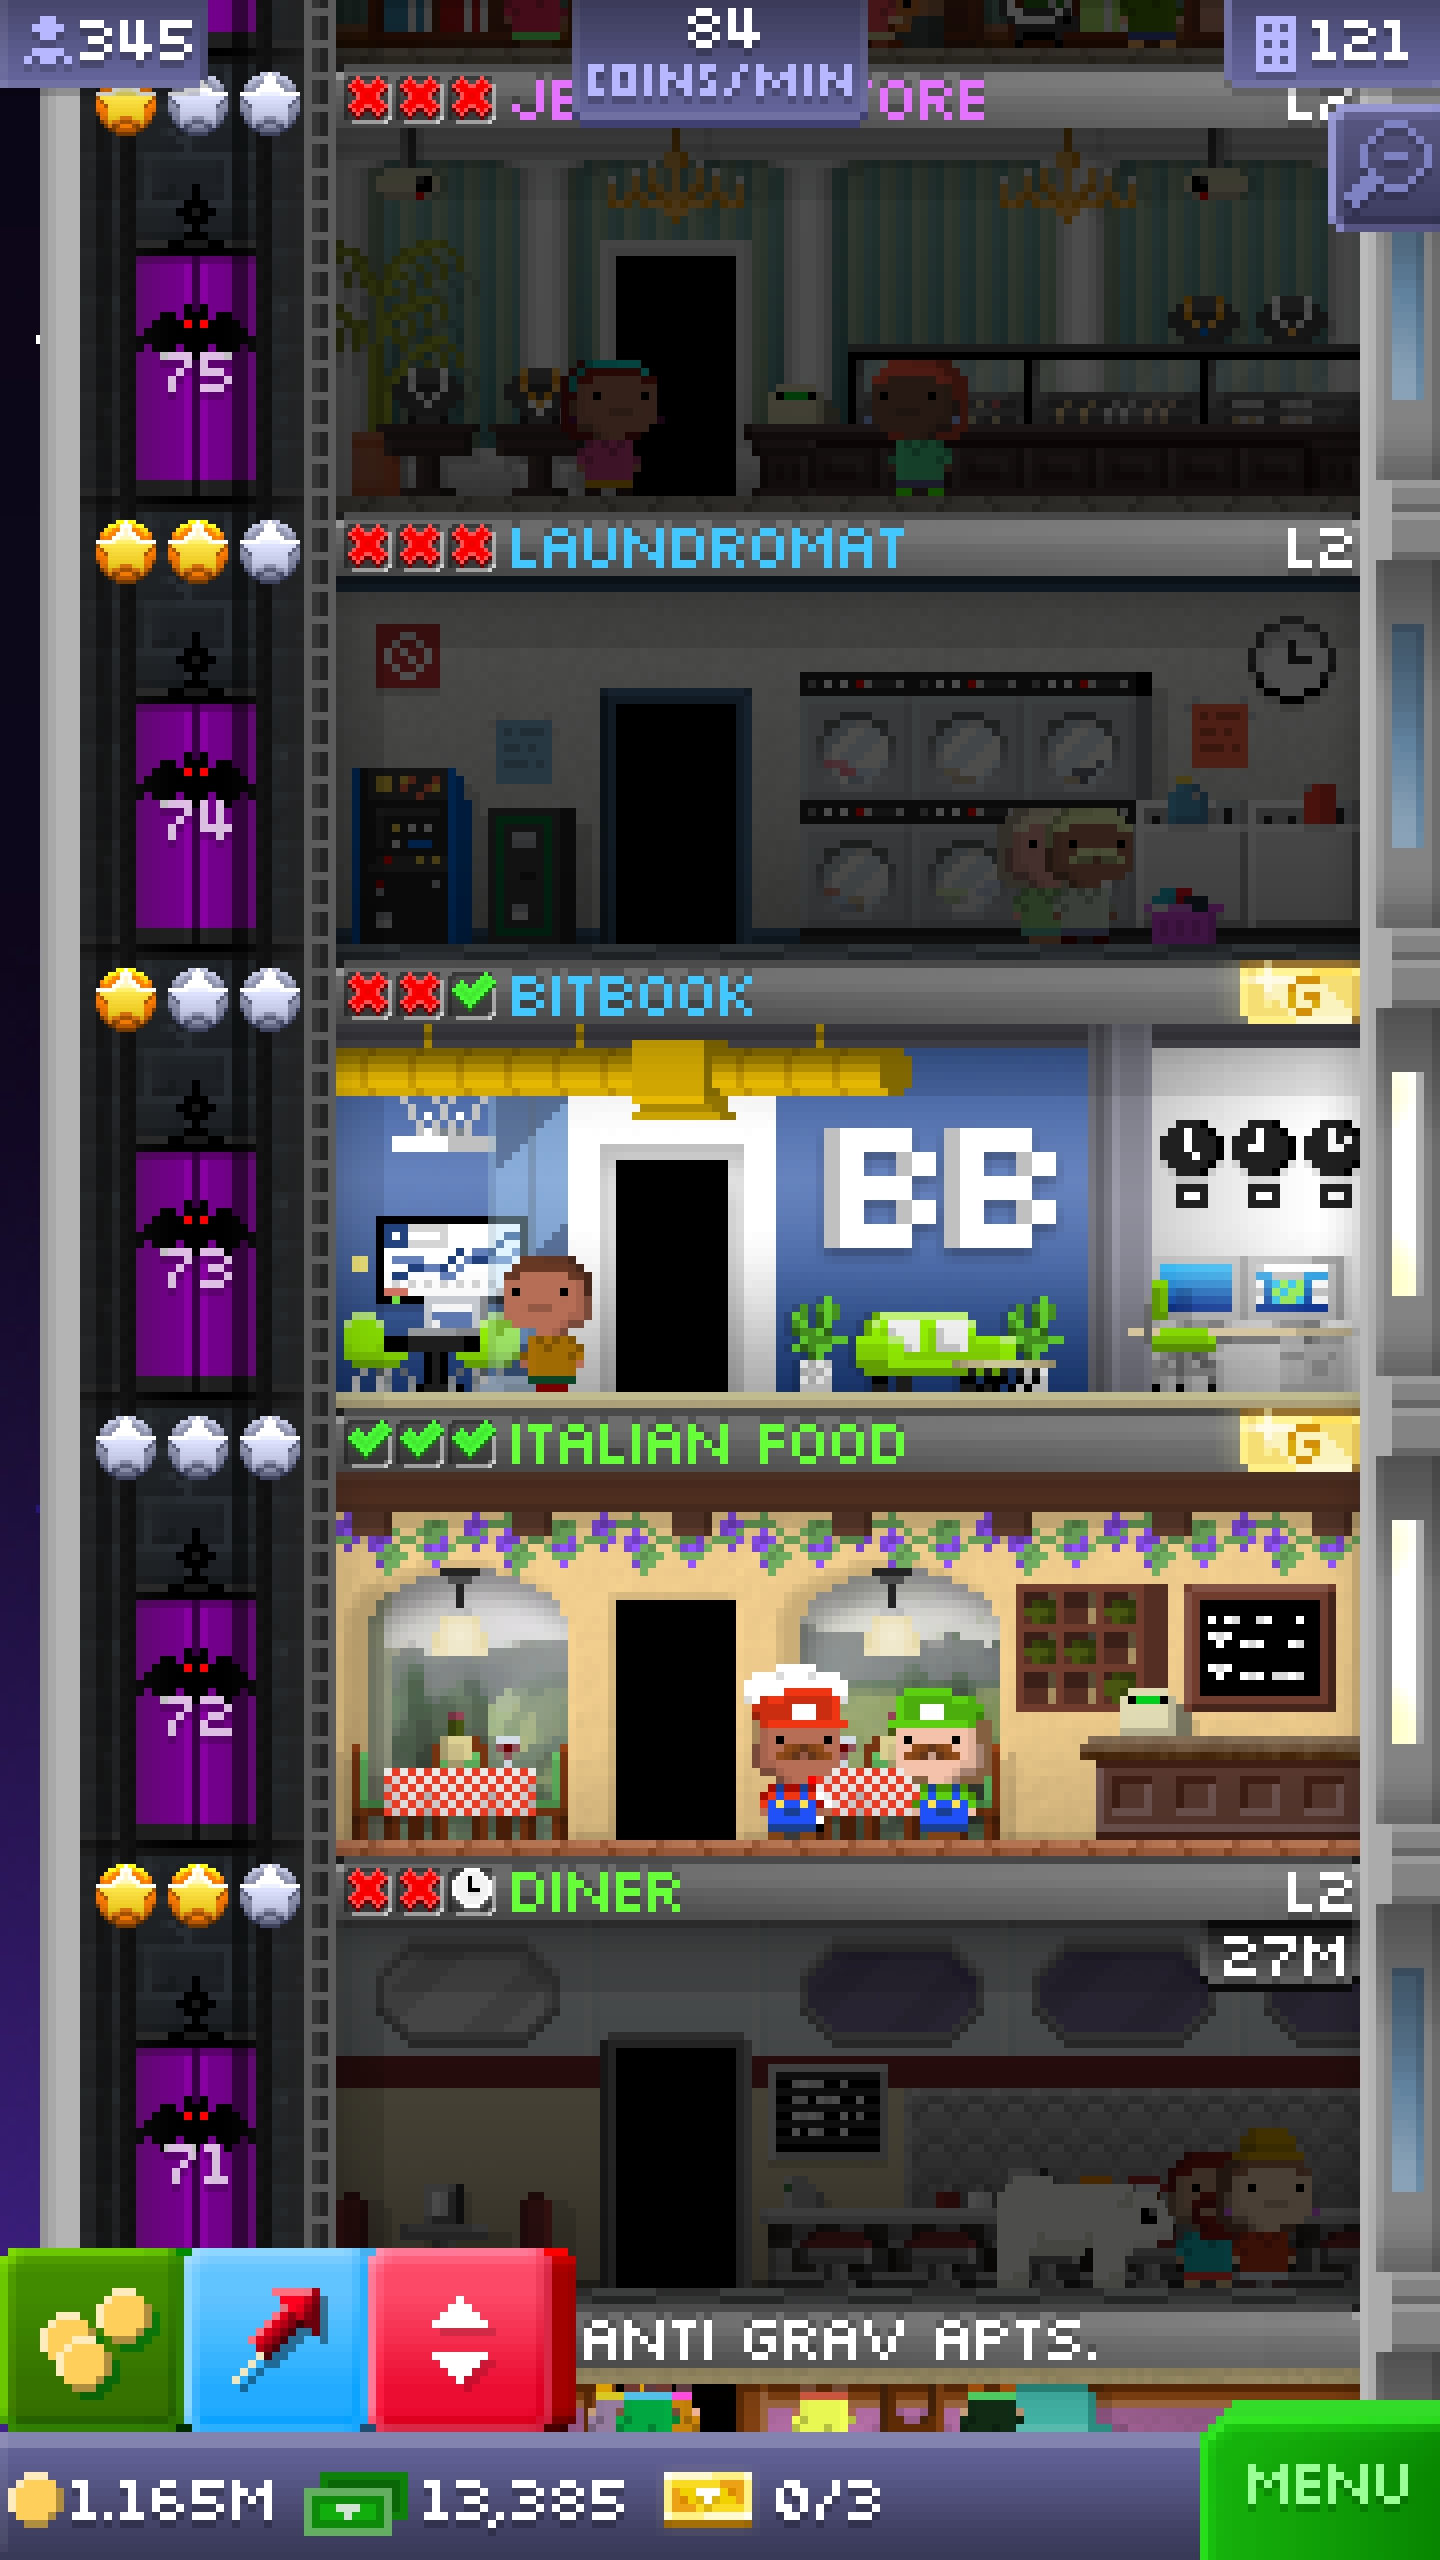 345
84
COINS/MIN
121
JE
ORE
75
LAUNDROMAT
L2
74
BITBOOK
G
BB
73
ITALIAN FOOD
G
72
DINER
L2
27M
71
ANTI GRAV APTS.
1.165M
13,385
0/3
MENU